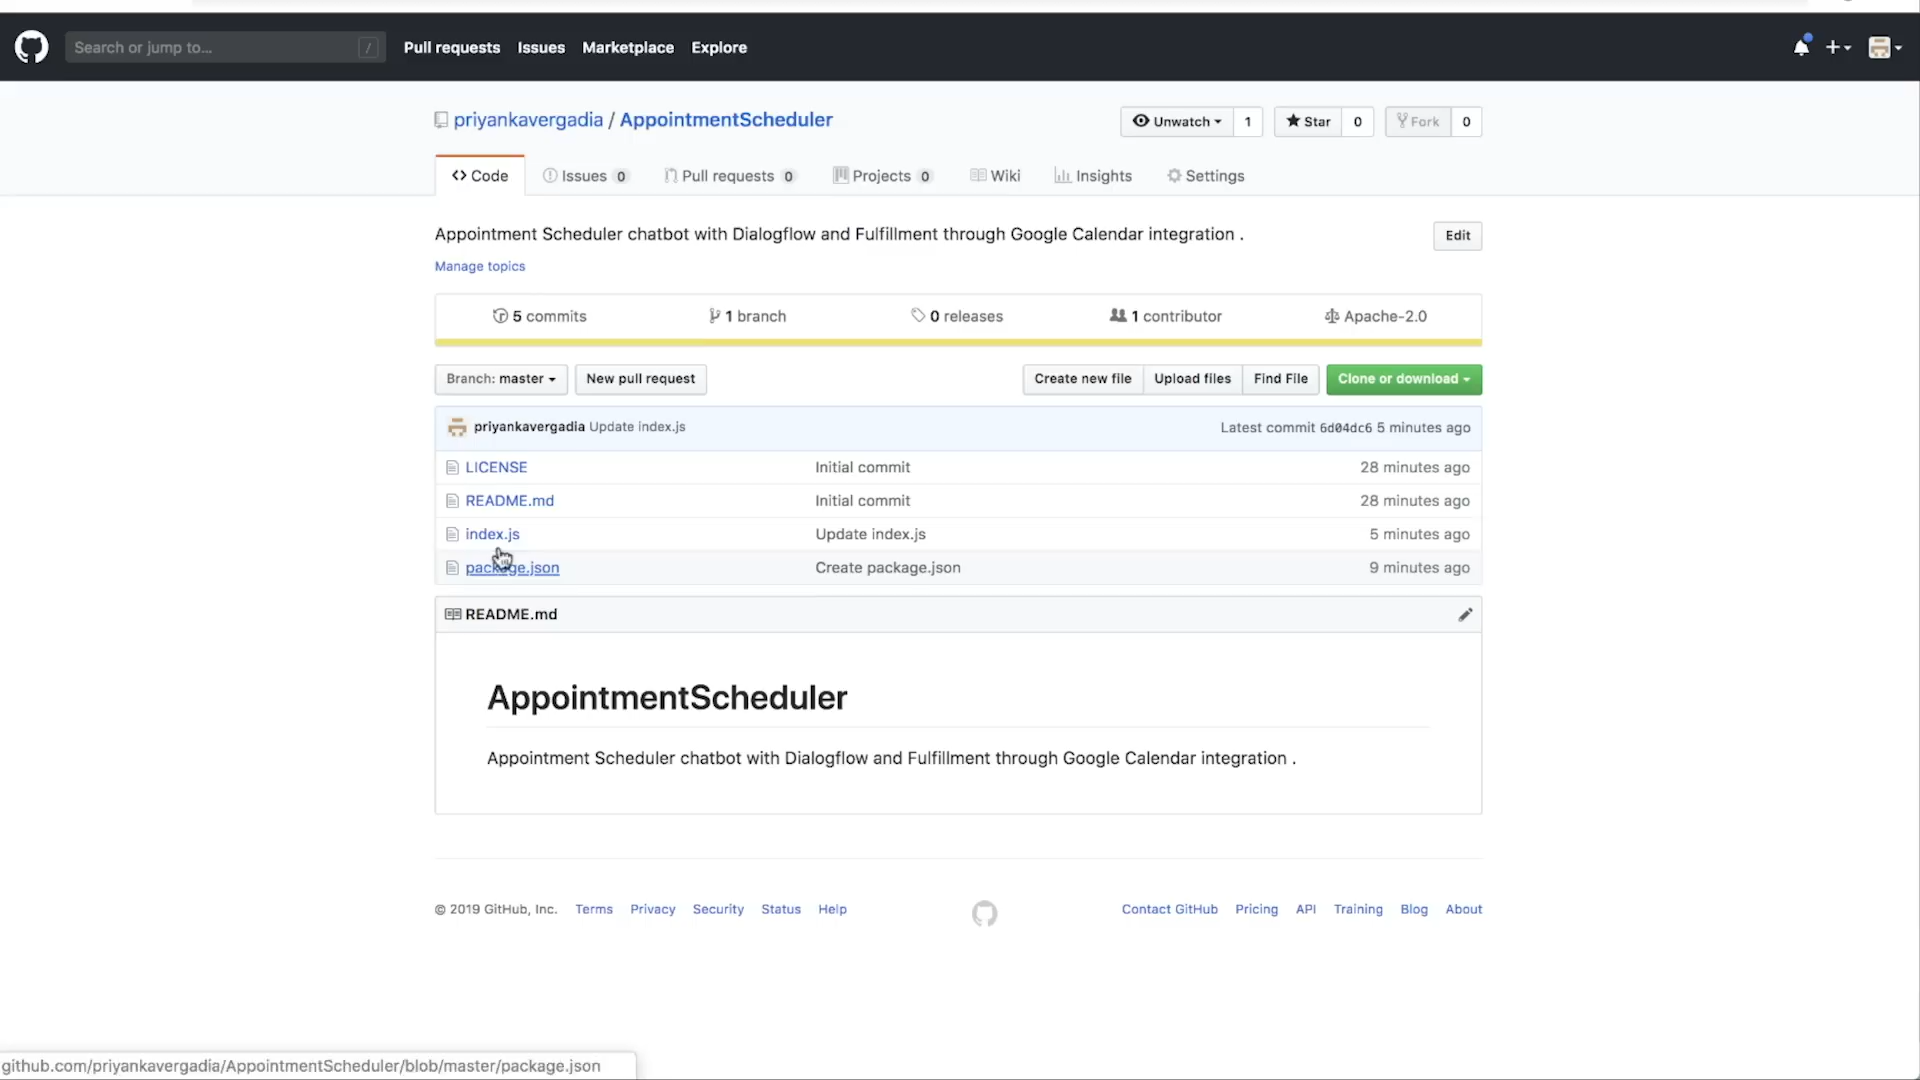 Search or jump to... /
Pull requests Issues Marketplace Explore
priyankavergadia / AppointmentScheduler
Unwatch 1 Star 0 Fork 0
Code Issues 0 Pull requests 0 Projects 0 Wiki Insights Settings
Appointment Scheduler chatbot with Dialogflow and Fulfillment through Google Calendar integration .
Edit
Manage topics
5 commits 1 branch 0 releases 1 contributor Apache-2.0
Branch: master New pull request Create new file Upload files Find File Clone or download
priyankavergadia Update index.js Latest commit 6d04dc6 5 minutes ago
LICENSE Initial commit 28 minutes ago
README.md Initial commit 28 minutes ago
index.js Update index.js 5 minutes ago
package.json Create package.json 9 minutes ago
README.md
AppointmentScheduler
Appointment Scheduler chatbot with Dialogflow and Fulfillment through Google Calendar integration .
© 2019 GitHub, Inc. Terms Privacy Security Status Help Contact GitHub Pricing API Training Blog About
github.com/priyankavergadia/AppointmentScheduler/blob/master/package.json